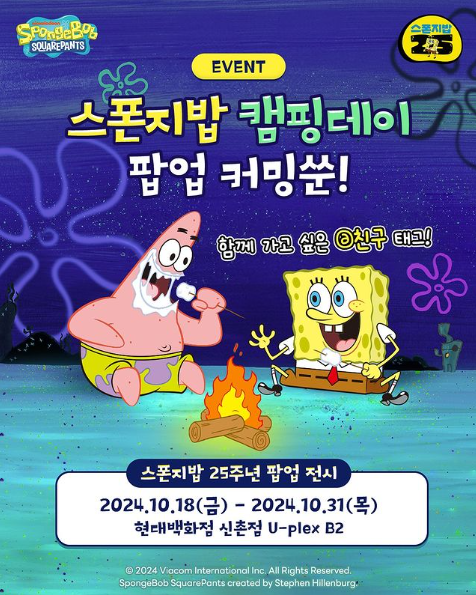 NICKELODEON
SpongeBob
SQUAREPANTS
스폰지밥
25
EVENT
스폰지밥 캠핑데이
팝업 커밍쑨!
함께 가고 싶은 @친구 태그!
스폰지밥 25주년 팝업 전시
2024.10.18(금) - 2024.10.31(목)
현대백화점 신촌점 U-plex B2
© 2024 Viacom International Inc. All Rights Reserved.
SpongeBob SquarePants created by Stephen Hillenburg.